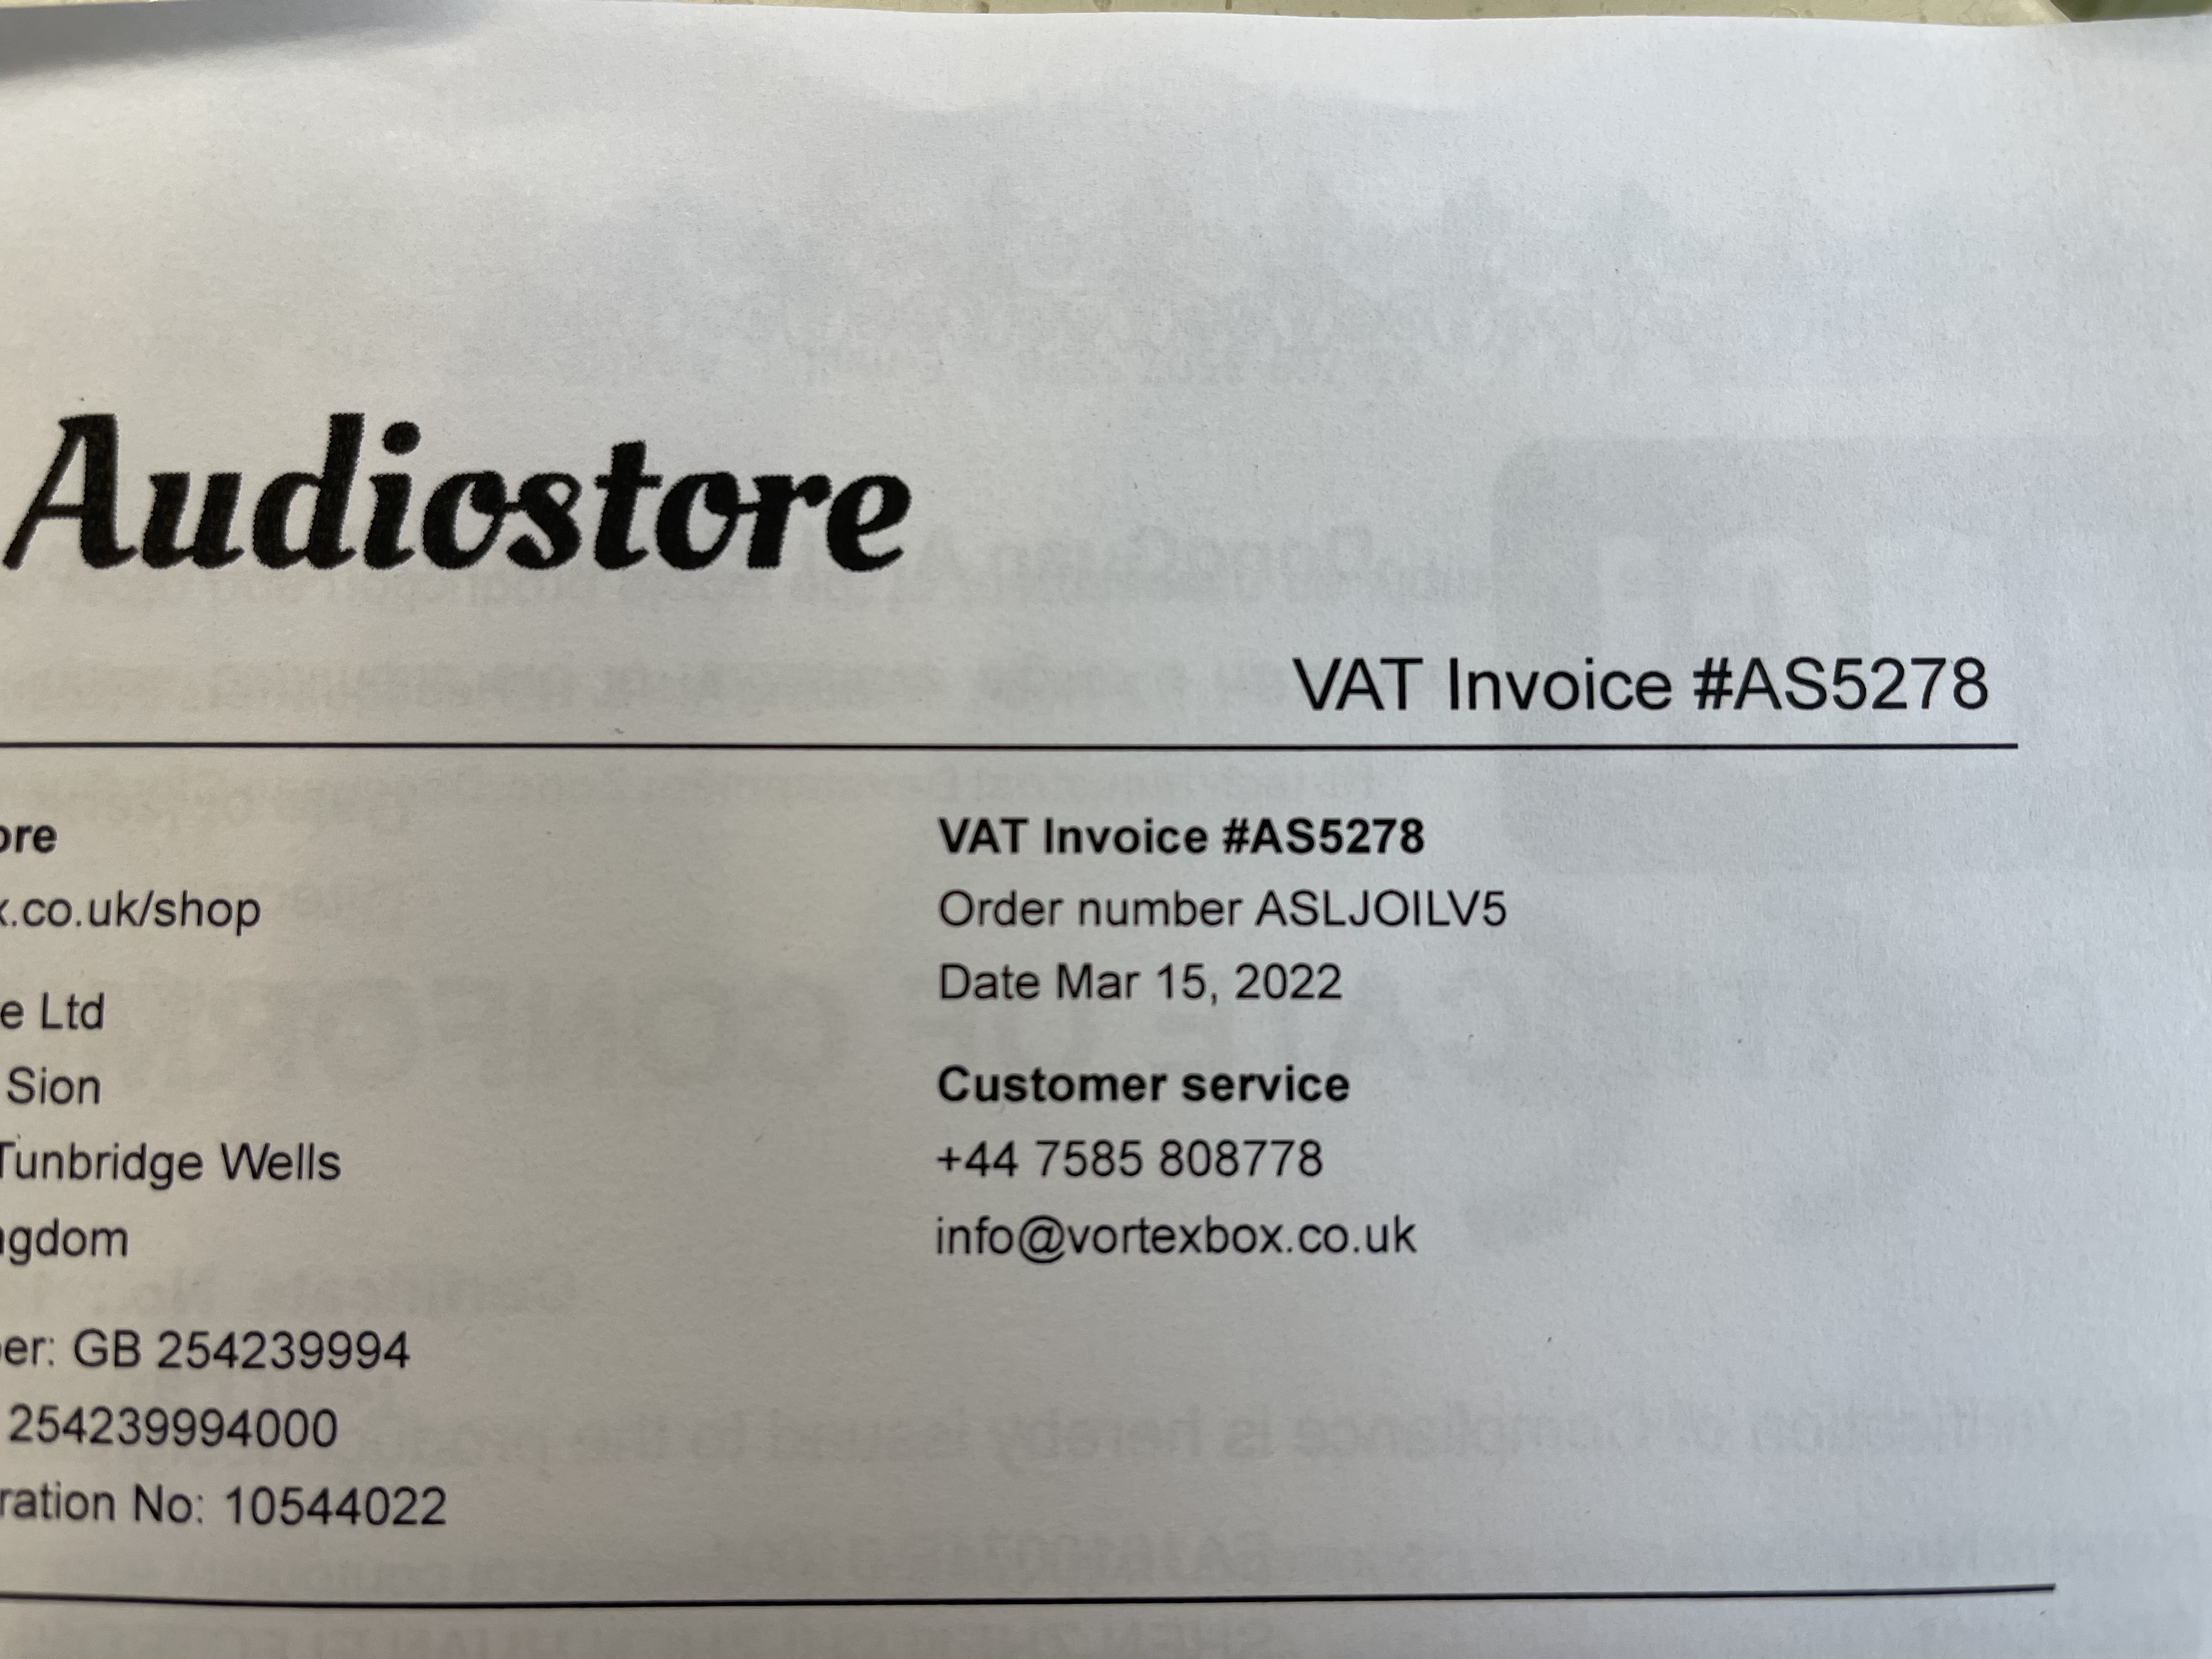 Audiostore
VAT Invoice #AS5278
ore
x.co.uk/shop
e Ltd
Sion
Tunbridge Wells
ngdom
er: GB 254239994
254239994000
ration No: 10544022
VAT Invoice #AS5278
Order number ASLJOILV5
Date Mar 15, 2022
Customer service
+44 7585 808778
info@vortexbox.co.uk